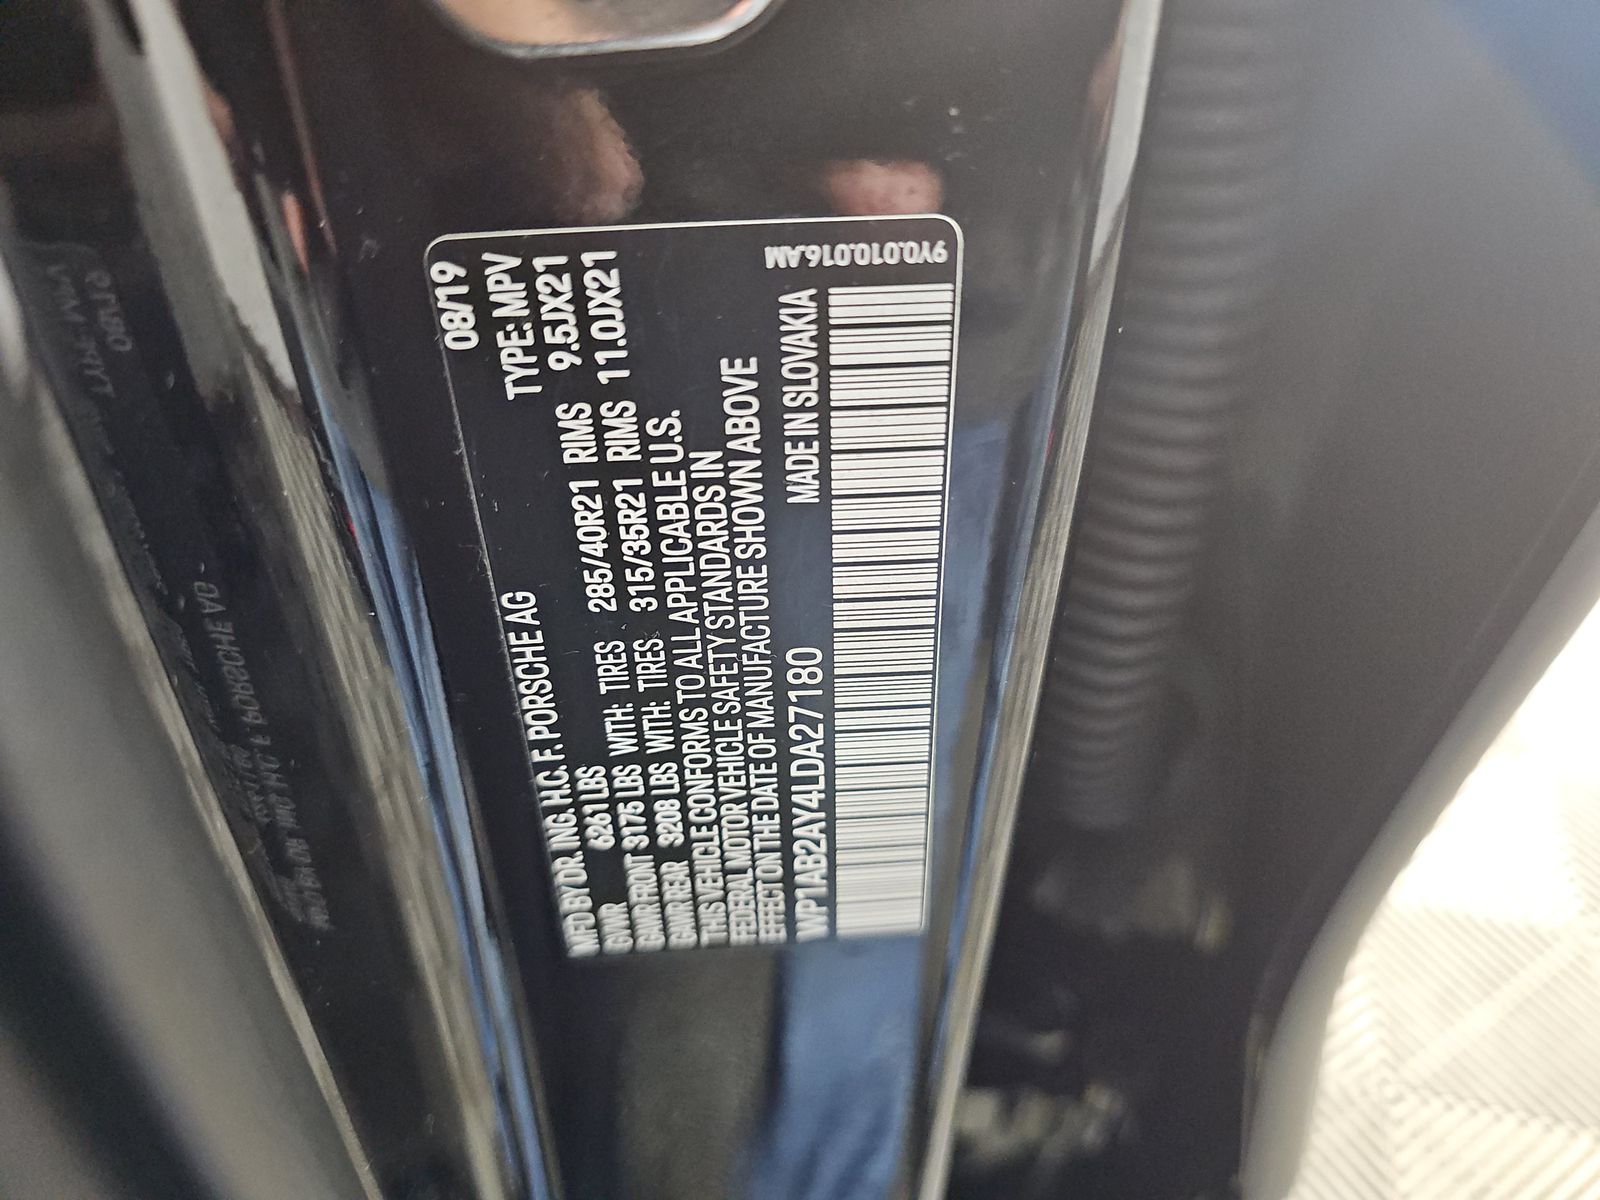 08/19
MFD BY DR. ING. H.C. F. PORSCHE AG TYPE: MPV
GVWR 6261 LBS
GAWR FRONT 3175 LBS WITH: TIRES 285/40R21 RIMS 9.5JX21
GAWR REAR 3208 LBS WITH: TIRES 315/35R21 RIMS 11.0JX21
THIS VEHICLE CONFORMS TO ALL APPLICABLE U.S.
FEDERAL MOTOR VEHICLE SAFETY STANDARDS IN
EFFECT ON THE DATE OF MANUFACTURE SHOWN ABOVE
MADE IN SLOVAKIA
WP1AB2AY4LDA27180
9Y0.010.016.AM